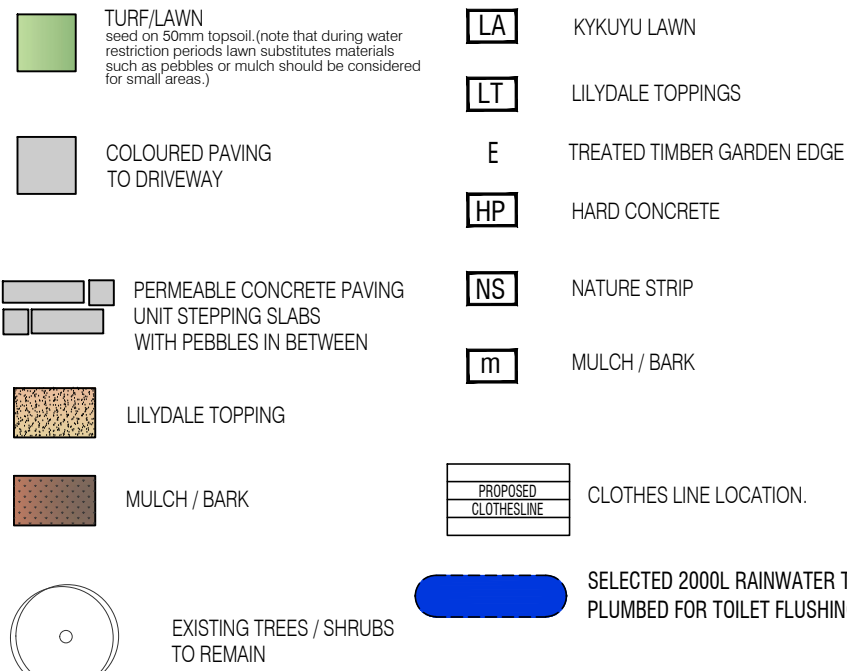 TURF/LAWN
seed on 50mm topsoil.(note that during water
restriction periods lawn substitutes materials
such as pebbles or mulch should be considered
for small areas.)
COLOURED PAVING
TO DRIVEWAY
PERMEABLE CONCRETE PAVING
UNIT STEPPING SLABS
WITH PEBBLES IN BETWEEN
LILYDALE TOPPING
MULCH / BARK
EXISTING TREES / SHRUBS
TO REMAIN
LA KYKUYU LAWN
LT LILYDALE TOPPINGS
E TREATED TIMBER GARDEN EDGE
HP HARD CONCRETE
NS NATURE STRIP
m MULCH / BARK
PROPOSED
CLOTHESLINE
CLOTHES LINE LOCATION.
SELECTED 2000L RAINWATER
PLUMBED FOR TOILET